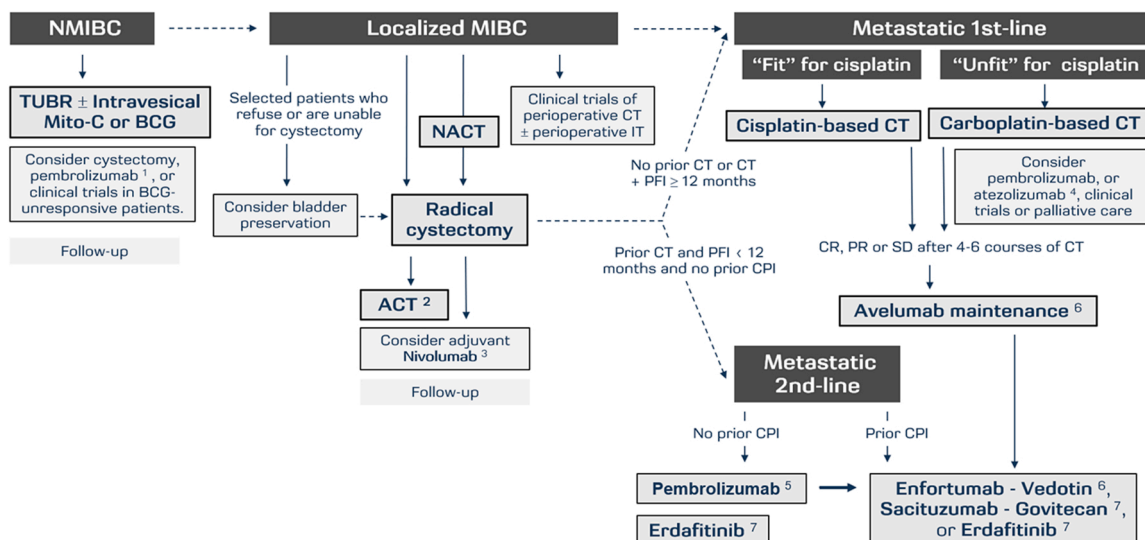 NMIBC
Localized MIBC
Metastatic 1st-line
"Fit" for cisplatin
"Unfit" for cisplatin
TUBR ± Intravesical
Mito-C or BCG
Consider cystectomy,
pembrolizumab 1 , or
clinical trials in BCG-
unresponsive patients.
Follow-up
Selected patients who
refuse or are unable
for cystectomy
NACT
Clinical trials of
perioperative CT
± perioperative IT
Cisplatin-based CT
Carboplatin-based CT
No prior CT or CT
+ PFI ≥ 12 months
Consider
pembrolizumab, or
atezolizumab 4, clinical
trials or palliative care
Consider bladder
preservation
Radical
cystectomy
Prior CT and PFI < 12
months and no prior CPI
CR, PR or SD after 4-6 courses of CT
ACT 2
Avelumab maintenance 6
Consider adjuvant
Nivolumab 3
Follow-up
Metastatic
2nd-line
No prior CPI
Prior CPI
Pembrolizumab 5
Erdafitinib 7
Enfortumab - Vedotin 6,
Sacituzumab - Govitecan 7,
or Erdafitinib 7